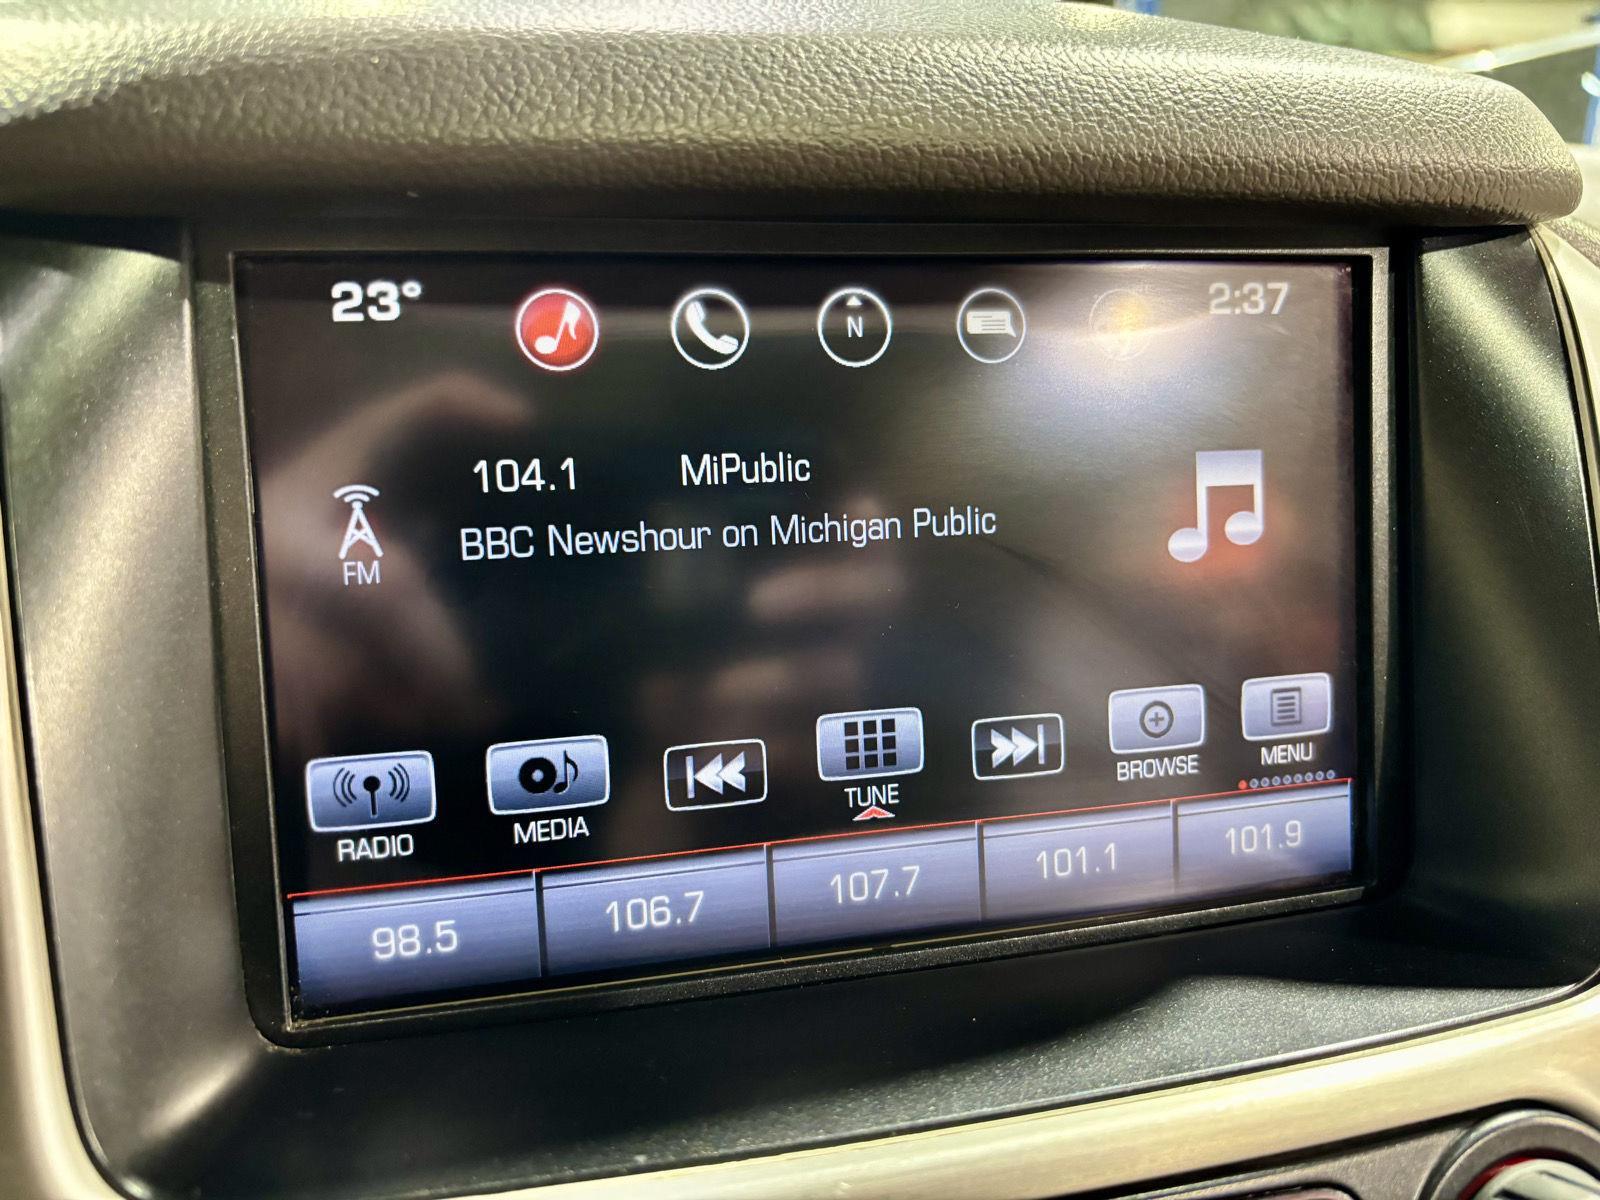 23° N 2:37
104.1 MiPublic
BBC Newshour on Michigan Public
FM
RADIO MEDIA TUNE BROWSE MENU
98.5 106.7 107.7 101.1 101.9